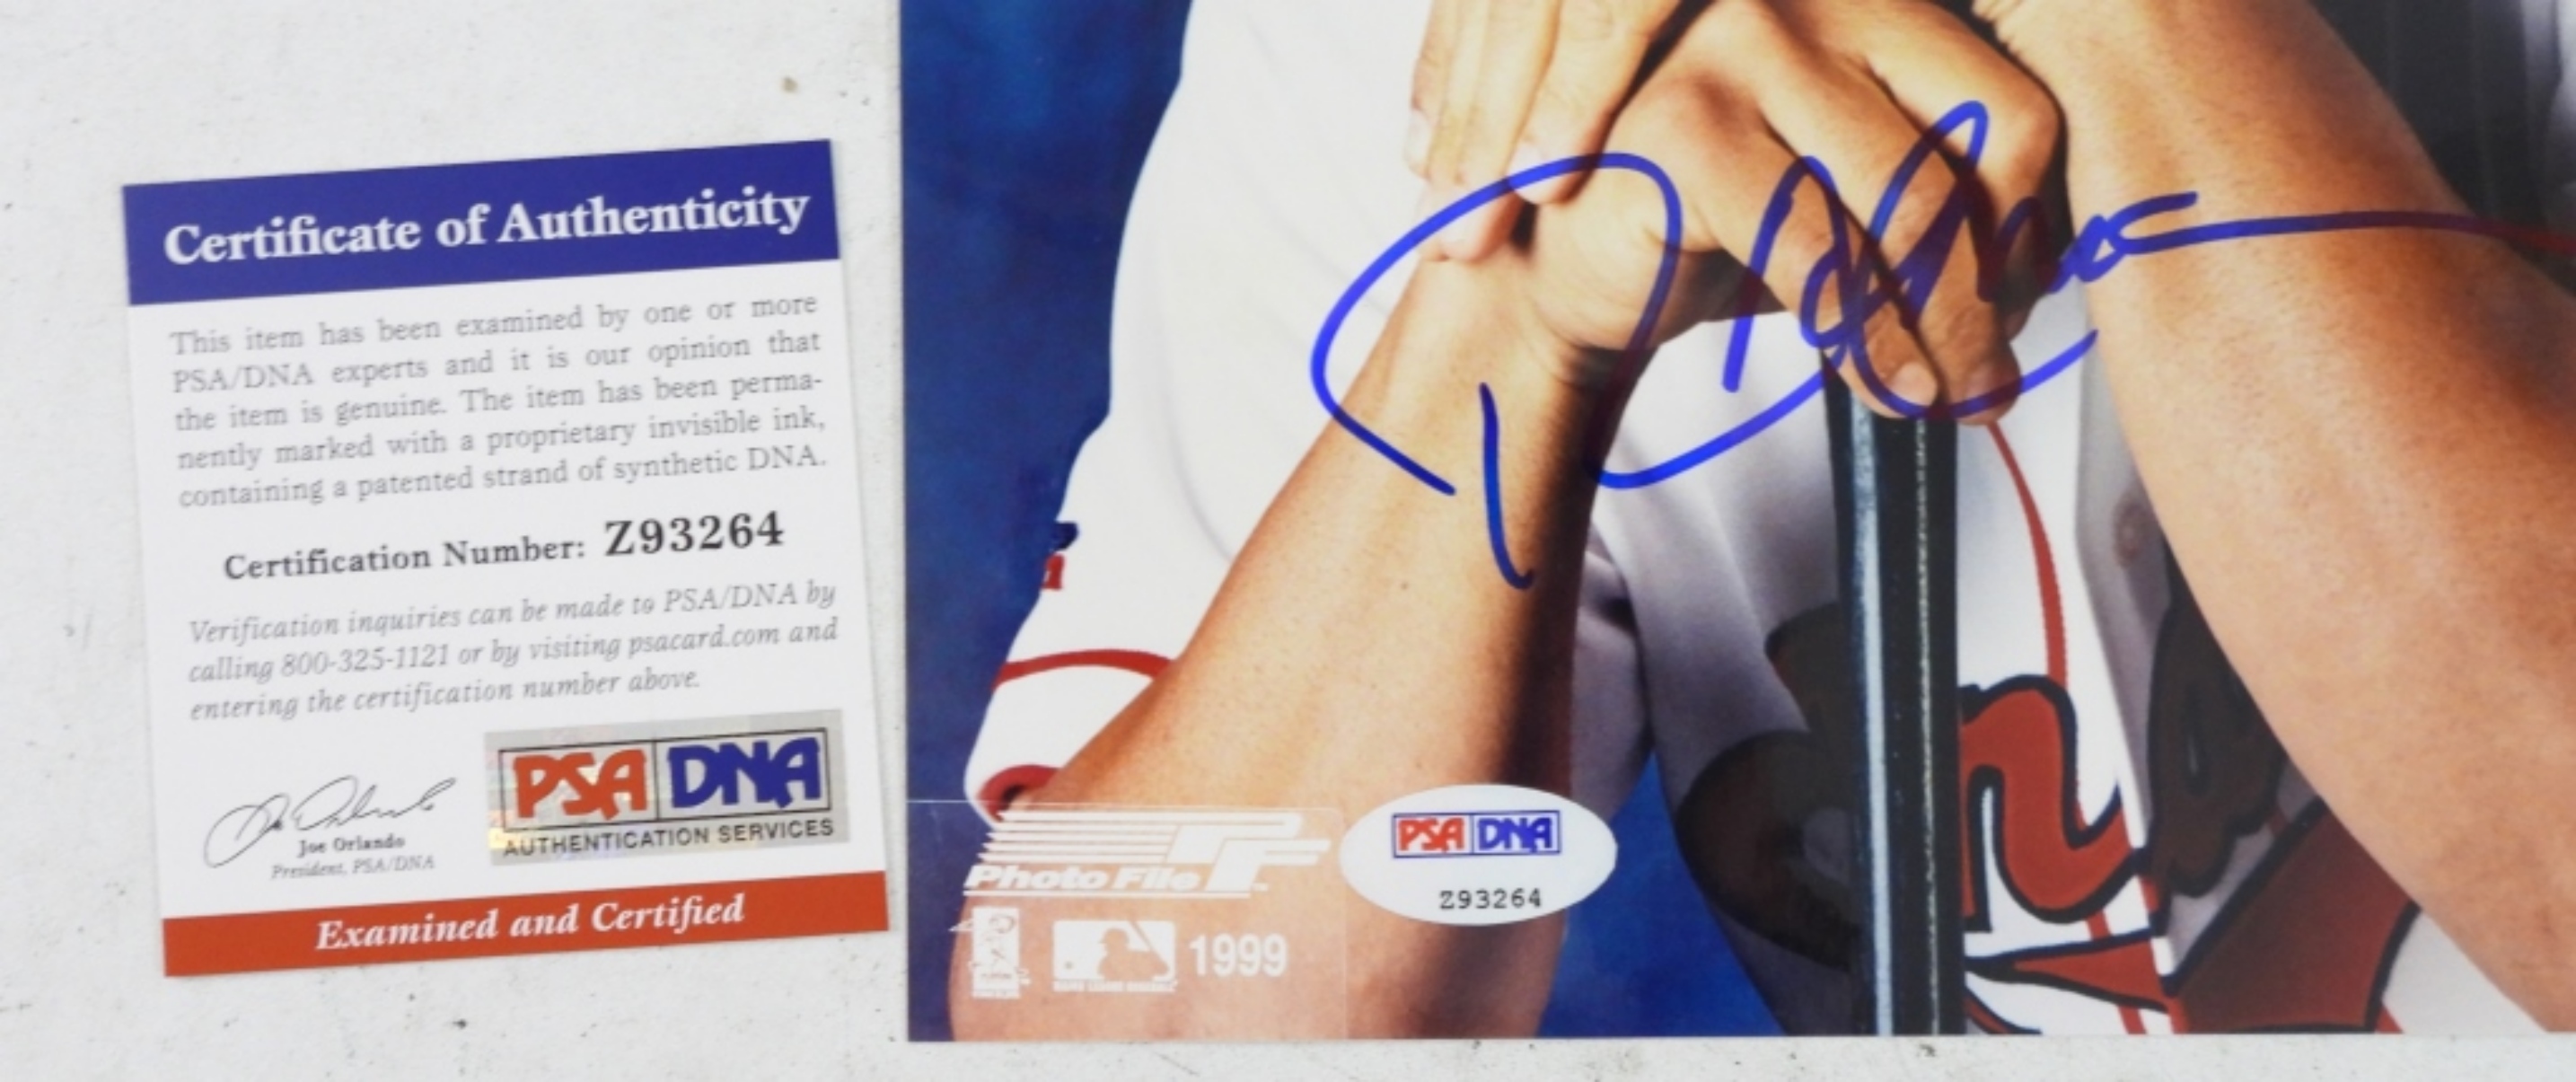 Certificate of Authenticity
This item has been examined by one or more
PSA/DNA experts and it is our opinion that
the item is genuine. The item has been perma-
nently marked with a proprietary invisible ink,
containing a patented strand of synthetic DNA.
Certification Number: Z93264
Verification inquiries can be made to PSA/DNA by
calling 800-325-1121 or by visiting psacard.com and
entering the certification number above.
Joe Orlando
President, PSA/DNA
PSA DNA
AUTHENTICATION SERVICES
Examined and Certified
Photo File PF
1999
PSA DNA
Z93264